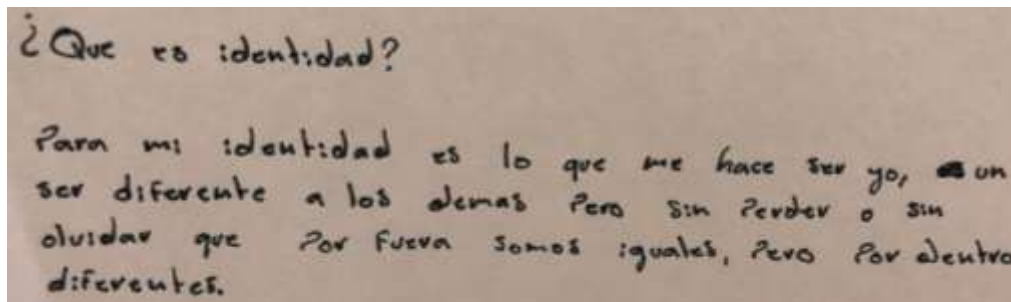 ¿Que es identidad?
Para mi identidad es lo que me hace ser yo, un
ser diferente a los demas Pero sin Perder o sin
olvidar que Por fuera somos iguales, Pero Por dentro
diferentes.